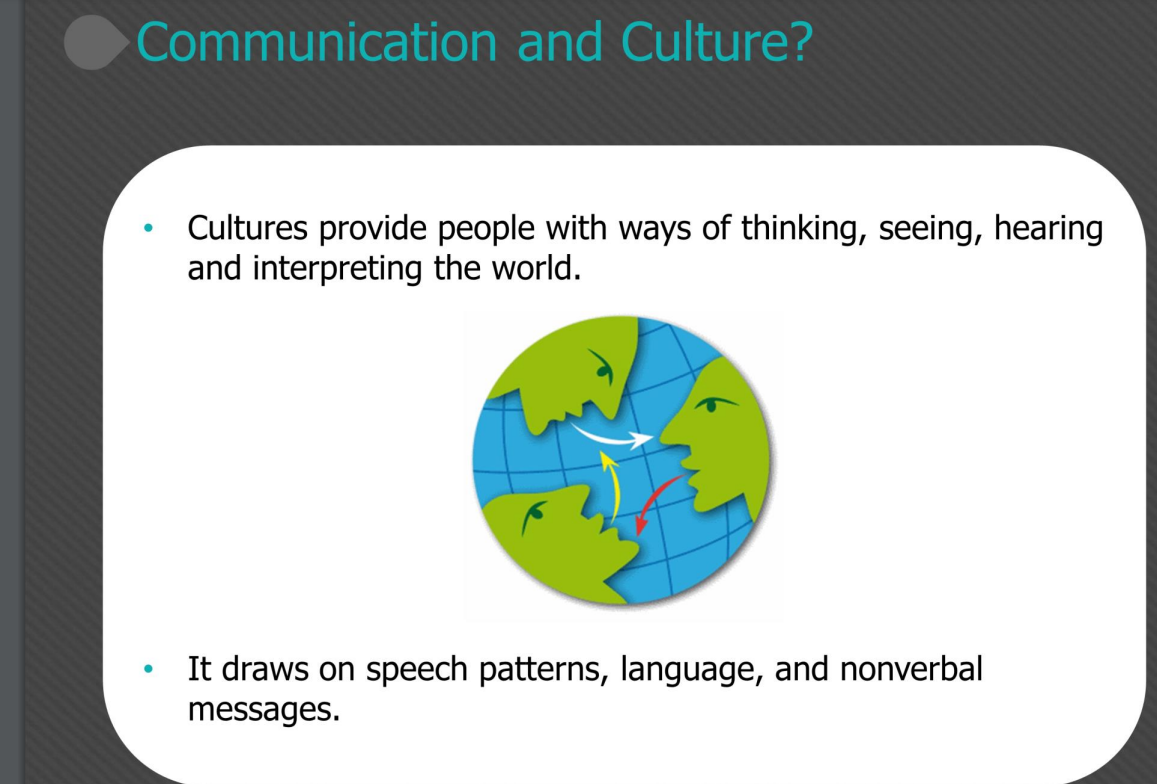 Communication and Culture?
• Cultures provide people with ways of thinking, seeing, hearing
and interpreting the world.
• It draws on speech patterns, language, and nonverbal
messages.